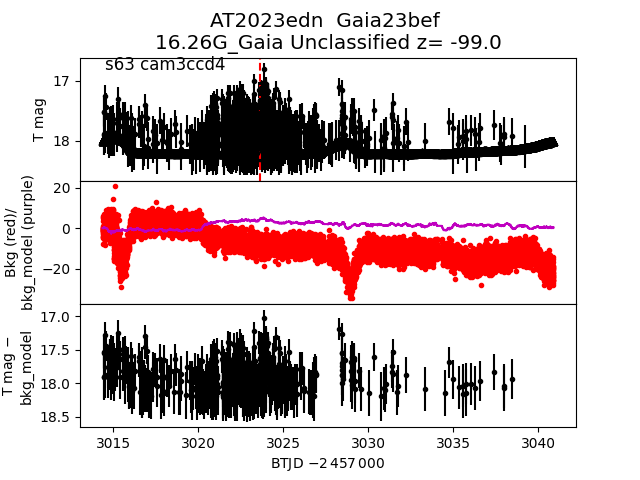 AT2023edn  Gaia23bef
16.26G_Gaia Unclassified z= -99.0
s63 cam3ccd4
17
18
T mag
20
0
−20
Bkg (red)/
bkg_model (purple)
17.0
17.5
18.0
18.5
T mag −
bkg_model
3015
3020
3025
3030
3035
3040
BTJD −2 457 000